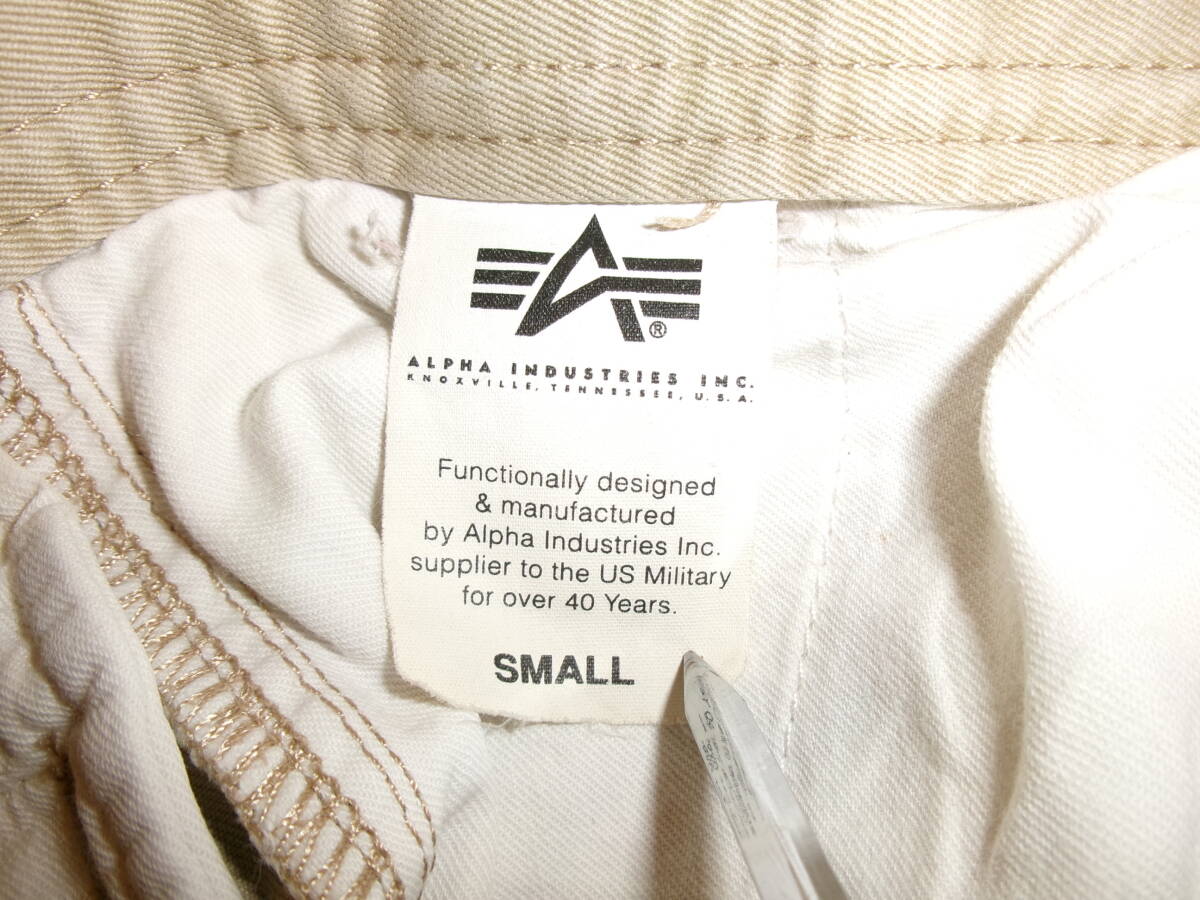 ®
ALPHA INDUSTRIES INC.
KNOXVILLE, TENNESSEE, U.S.A.
Functionally designed
& manufactured
by Alpha Industries Inc.
supplier to the US Military
for over 40 Years.
SMALL